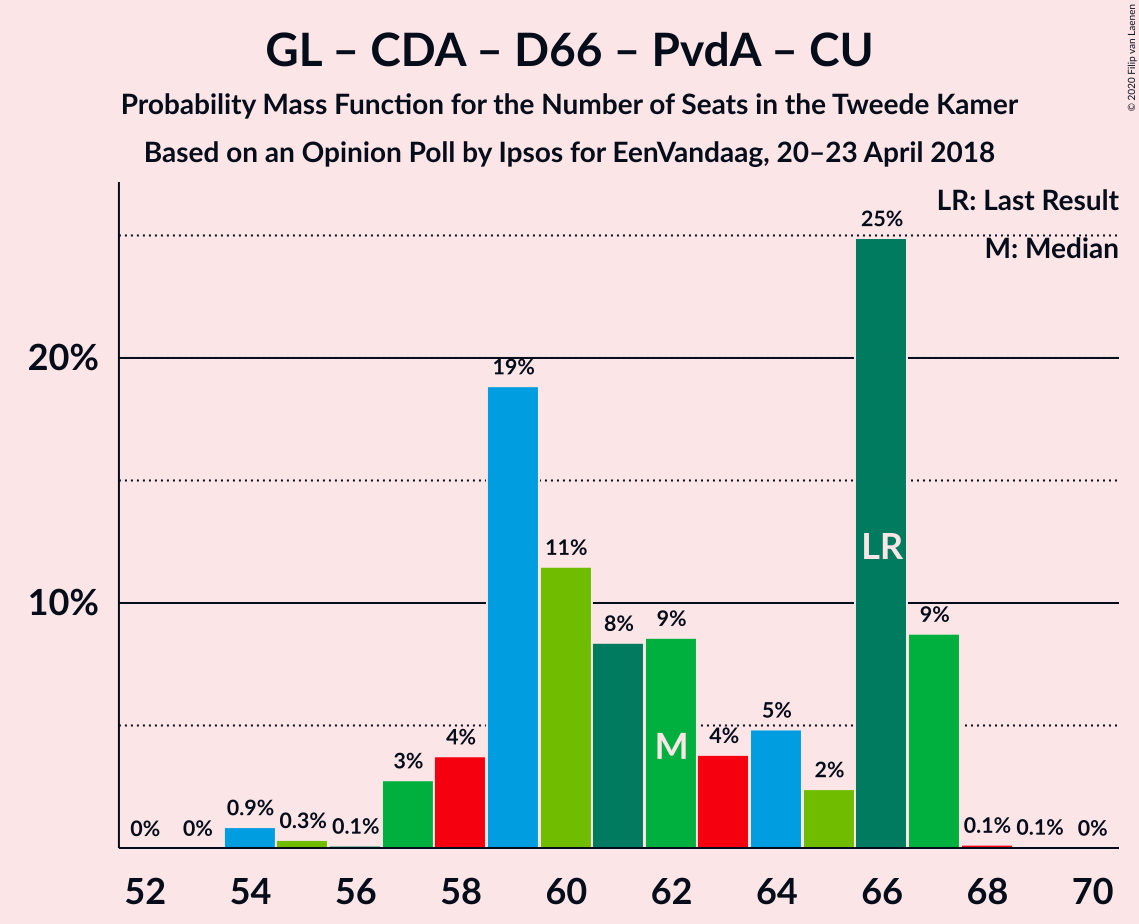 GL – CDA – D66 – PvdA – CU
Probability Mass Function for the Number of Seats in the Tweede Kamer
Based on an Opinion Poll by Ipsos for EenVandaag, 20–23 April 2018
© 2020 Filip van Laenen
LR: Last Result
M: Median
25%
20%
19%
LR
11%
10%
8%
9%
9%
M
5%
4%
4%
3%
2%
0% 0% 0.9% 0.3% 0.1% 0.1% 0.1% 0%
52 54 56 58 60 62 64 66 68 70